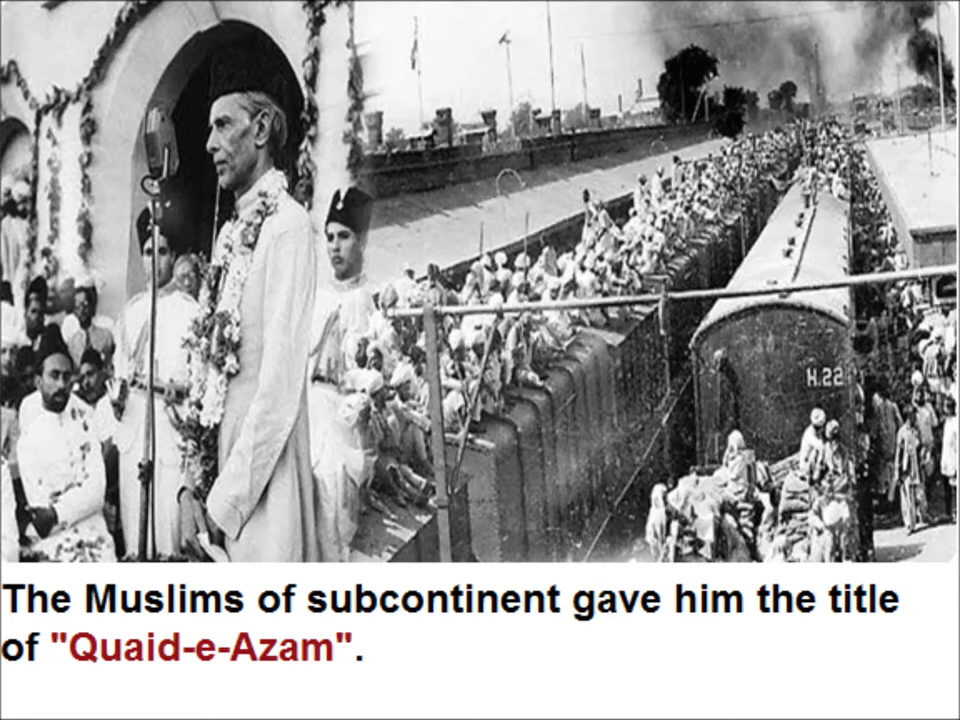 H.22
The Muslims of subcontinent gave him the title
of "Quaid-e-Azam".